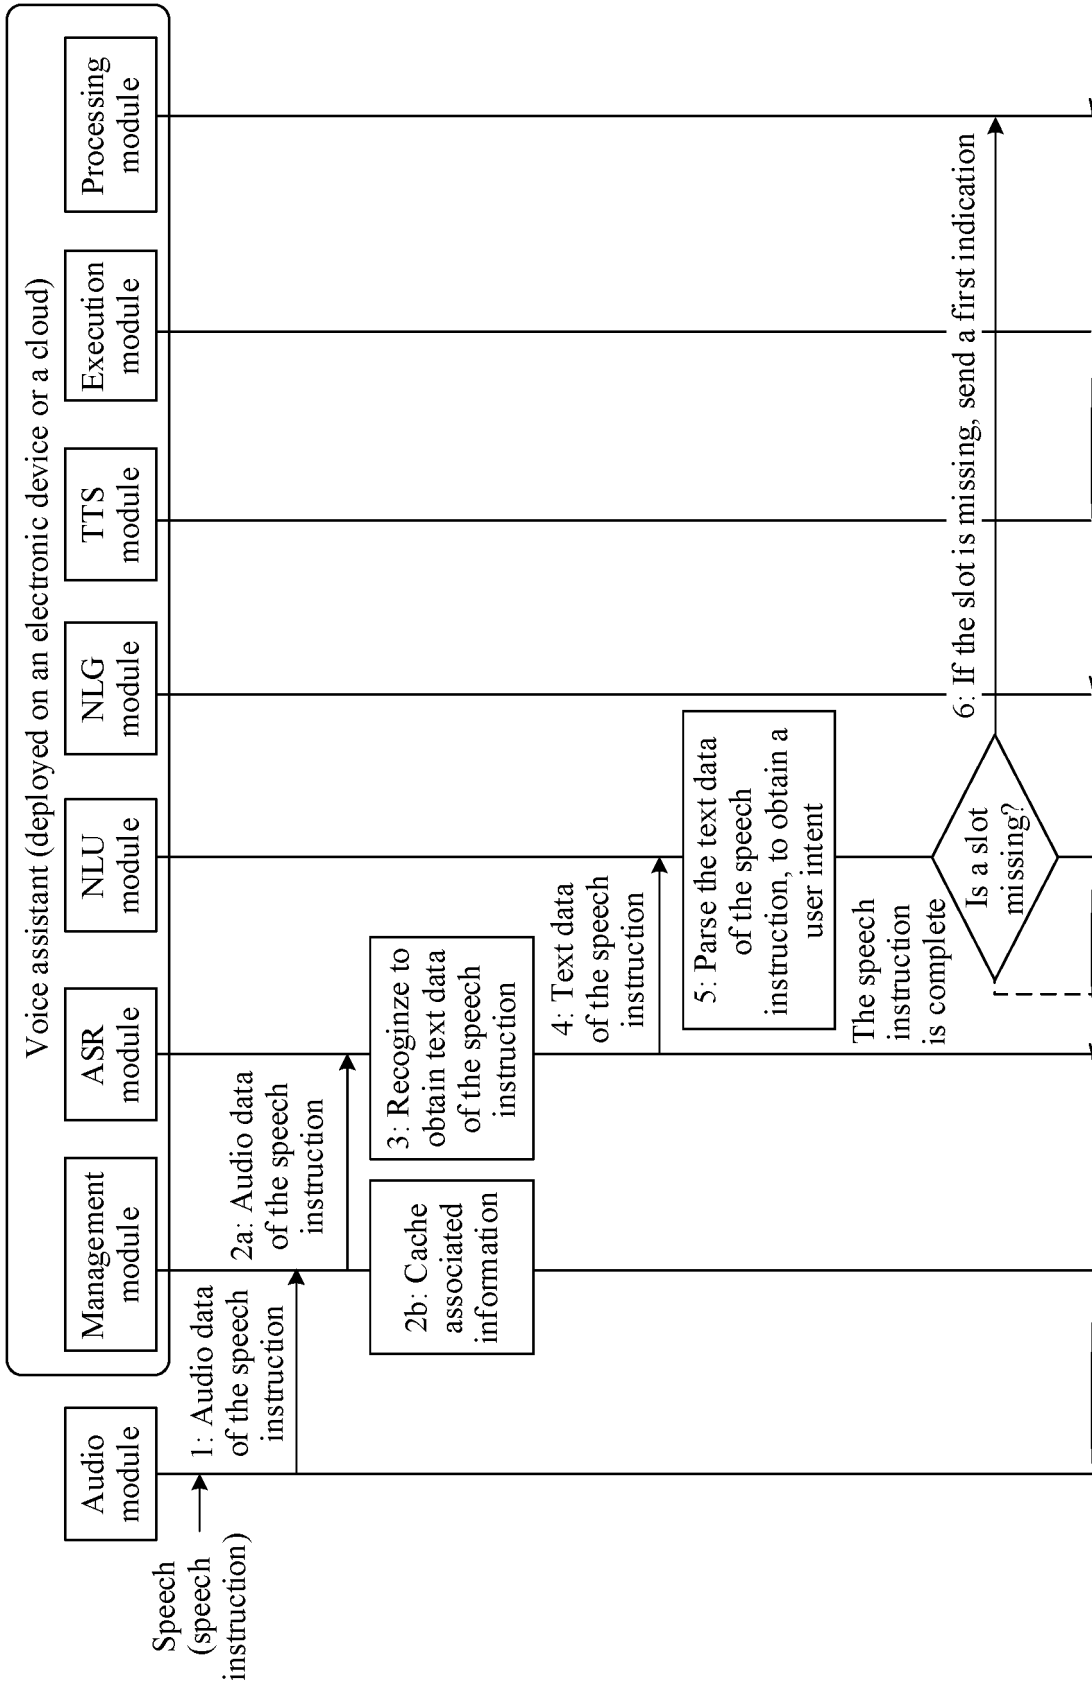 Voice assistant (deployed on an electronic device or a cloud)
Audio
module
Management
module
ASR
module
NLU
module
NLG
module
TTS
module
Execution
module
Processing
module
Speech
(speech
instruction)
1: Audio data
of the speech
instruction
2a: Audio data
of the speech
instruction
2b: Cache
associated
information
3: Recoginze to
obtain text data
of the speech
instruction
4: Text data
of the speech
instruction
5: Parse the text data
of the speech
instruction, to obtain a
user intent
The speech
instruction
is complete
Is a slot
missing?
6: If the slot is missing, send a first indication